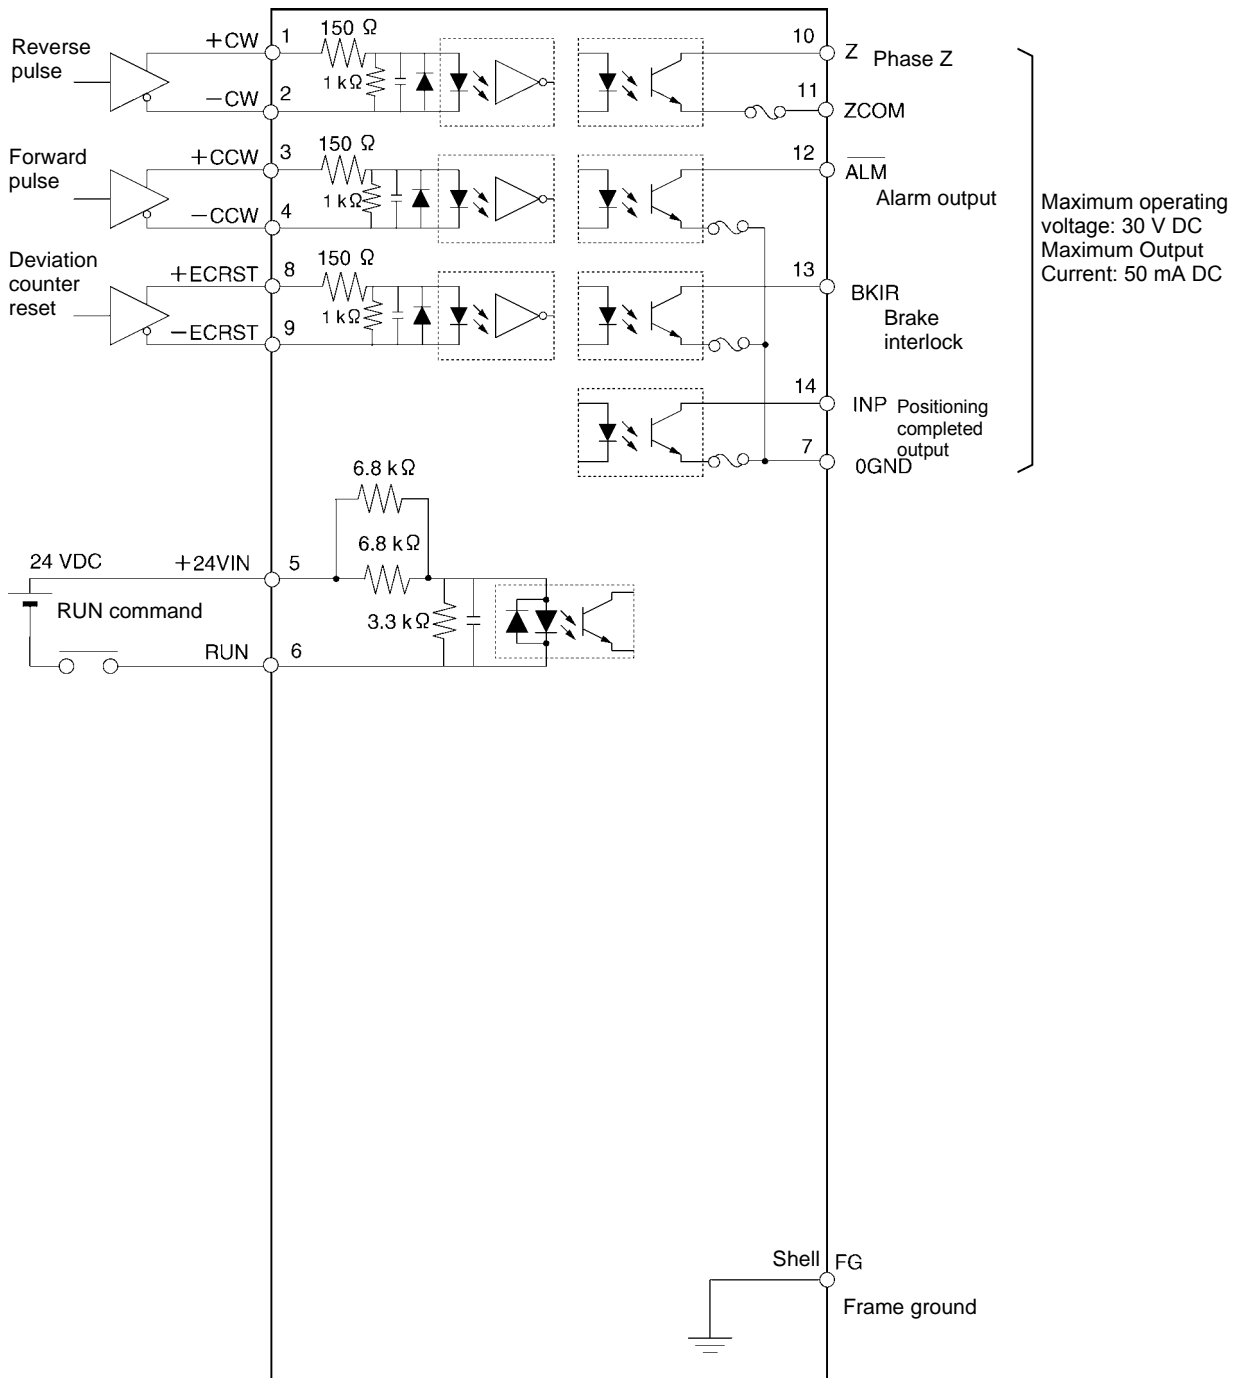 Reverse
pulse
+CW
1
150 Ω
1 kΩ
−CW
2
10
Z
Phase Z
11
ZCOM
Forward
pulse
+CCW
3
150 Ω
1 kΩ
−CCW
4
12
ALM
Alarm output
Deviation
counter
reset
+ECRST
8
150 Ω
1 kΩ
−ECRST
9
13
BKIR
Brake
interlock
14
INP
Positioning
completed
output
7
0GND
Maximum operating
voltage: 30 V DC
Maximum Output
Current: 50 mA DC
6.8 kΩ
6.8 kΩ
24 VDC
+24VIN
5
RUN command
3.3 kΩ
RUN
6
Shell
FG
Frame ground